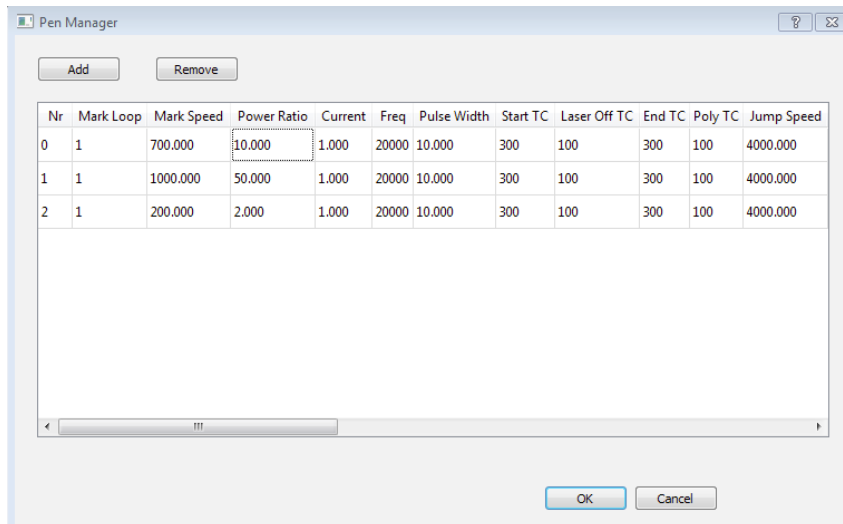 Pen Manager
Add Remove
Nr Mark Loop Mark Speed Power Ratio Current Freq Pulse Width Start TC Laser Off TC End TC Poly TC Jump Speed
0 1 700.000 10.000 1.000 20000 10.000 300 100 300 100 4000.000
1 1 1000.000 50.000 1.000 20000 10.000 300 100 300 100 4000.000
2 1 200.000 2.000 1.000 20000 10.000 300 100 300 100 4000.000
OK Cancel